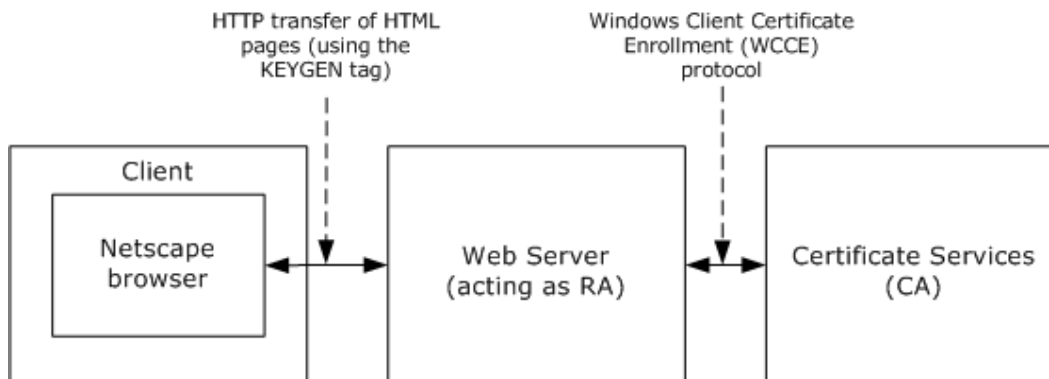 HTTP transfer of HTML
pages (using the
KEYGEN tag)
Windows Client Certificate
Enrollment (WCCE)
protocol
Client
Netscape
browser
Web Server
(acting as RA)
Certificate Services
(CA)